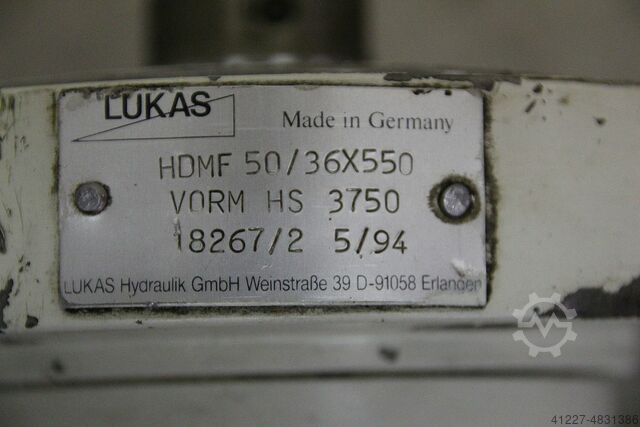 LUKAS Made in Germany
HDMF 50/36X550
VORM HS 3750
18267/2 5/94
LUKAS Hydraulik GmbH Weinstraße 39 D-91058 Erlangen
41227-4831386